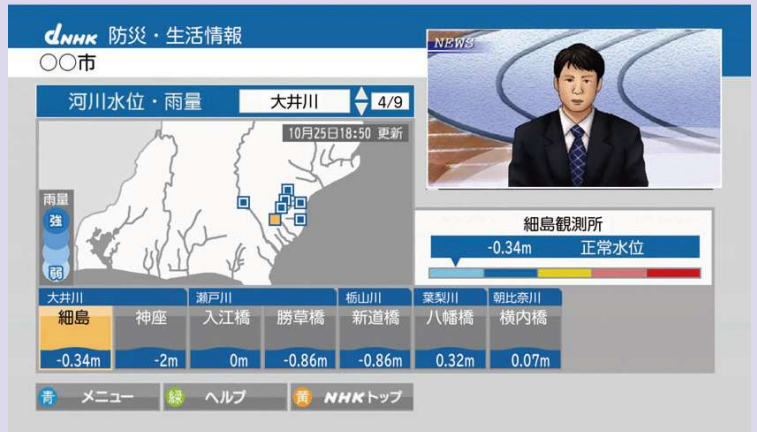 dNHK 防災・生活情報
○○市
NEWS
河川水位・雨量 大井川 4/9
10月25日18:50 更新
雨量
強
弱
細島観測所
-0.34m 正常水位
大井川 瀬戸川 栃山川 葉梨川 朝比奈川
細島 神座 入江橋 勝草橋 新道橋 八幡橋 横内橋
-0.34m -2m 0m -0.86m -0.86m 0.32m 0.07m
青 メニュー 緑 ヘルプ 黄 NHKトップ